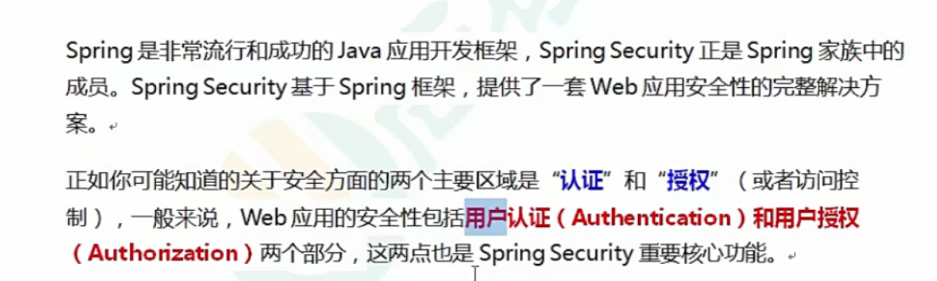 Spring 是非常流行和成功的 Java 应用开发框架，Spring Security 正是 Spring 家族中的
成员。Spring Security 基于 Spring 框架，提供了一套 Web 应用安全性的完整解决方
案。
正如你可能知道的关于安全方面的两个主要区域是“认证”和“授权”（或者访问控
制），一般来说，Web 应用的安全性包括用户认证（Authentication）和用户授权
（Authorization）两个部分，这两点也是 Spring Security 重要核心功能。